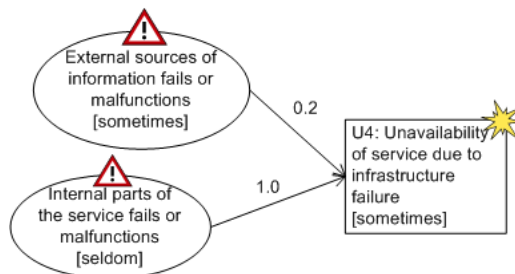 External sources of
information fails or
malfunctions
[sometimes]
0.2
U4: Unavailability
of service due to
infrastructure
failure
[sometimes]
1.0
Internal parts of
the service fails or
malfunctions
[seldom]